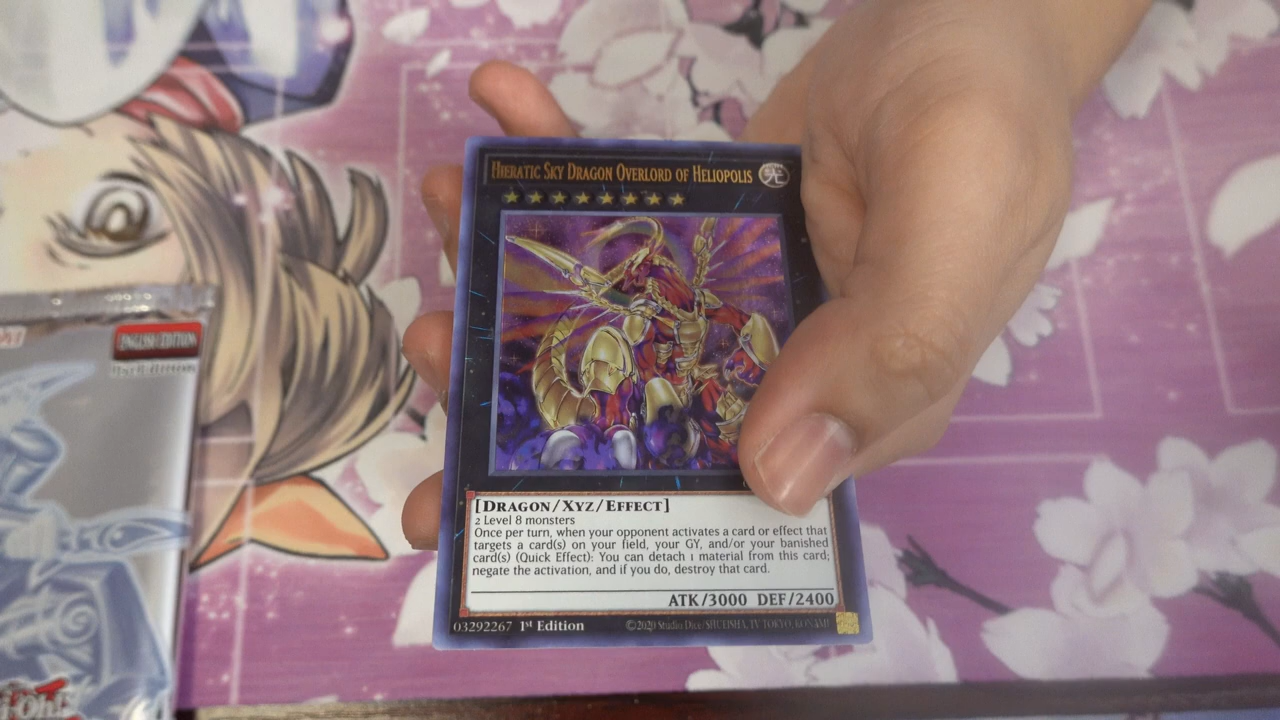 HIERATIC SKY DRAGON OVERLORD OF HELIOPOLIS
光
[DRAGON/XYZ/EFFECT]
2 Level 8 monsters
Once per turn, when your opponent activates a card or effect that
targets a card(s) on your field, your GY, and/or your banished
card(s) (Quick Effect): You can detach 1 material from this card;
negate the activation, and if you do, destroy that card.
ATK/3000 DEF/2400
03292267 1st Edition ©2020 Studio Dice/SHUEISHA, TV TOKYO, KONAMI
ENGLISH EDITION